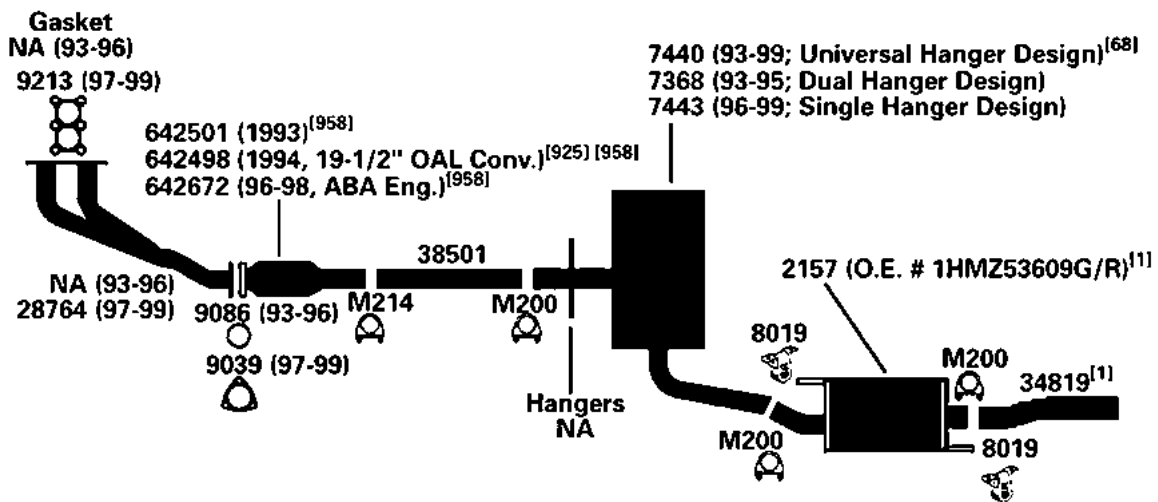 Gasket
NA (93-96)
9213 (97-99)
7440 (93-99; Universal Hanger Design)[68]
7368 (93-95; Dual Hanger Design)
7443 (96-99; Single Hanger Design)
642501 (1993)[958]
642498 (1994, 19-1/2" OAL Conv.)[925] [958]
642672 (96-98, ABA Eng.)[958]
38501
2157 (O.E. # 1HMZ53609G/R)[1]
NA (93-96)
28764 (97-99)
9086 (93-96)
M214
M200
9039 (97-99)
Hangers
NA
8019
M200
34819[1]
M200
8019